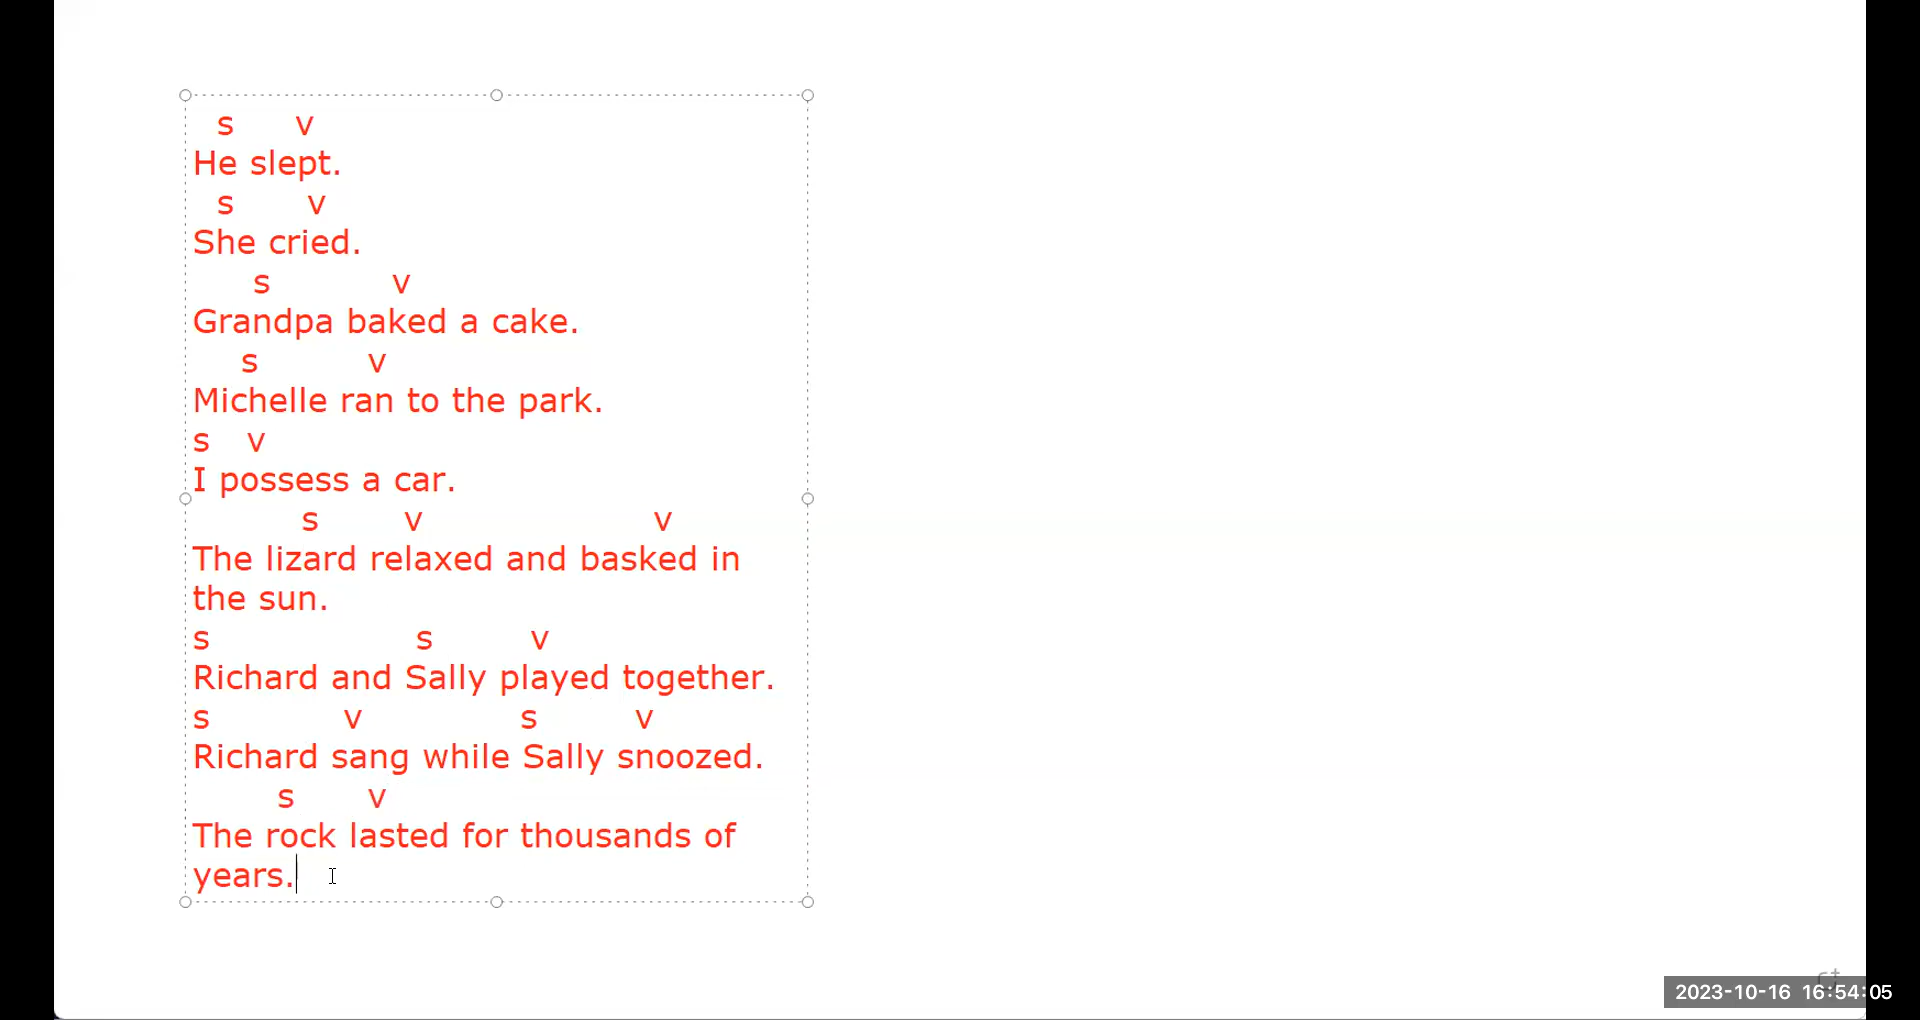 s v
He slept.
s v
She cried.
s v
Grandpa baked a cake.
s v
Michelle ran to the park.
s v
I possess a car.
s v v
The lizard relaxed and basked in
the sun.
s s v
Richard and Sally played together.
s v s v
Richard sang while Sally snoozed.
s v
The rock lasted for thousands of
years.
2023-10-16 16:54:05